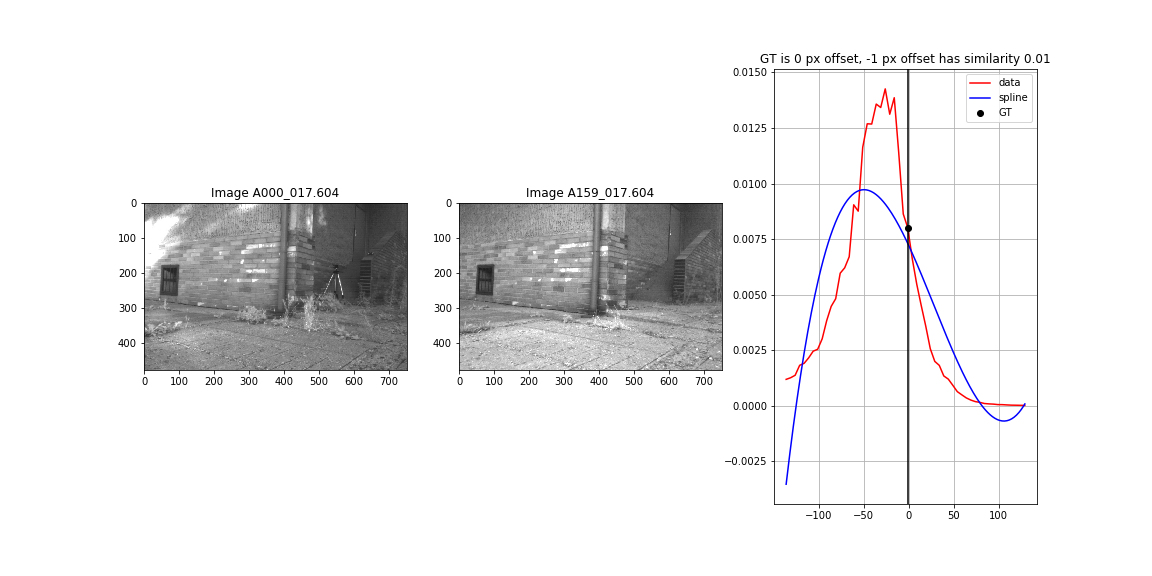 GT is 0 px offset, -1 px offset has similarity 0.01
0.0150
0.0125
0.0100
0.0075
0.0050
0.0025
0.0000
−0.0025
−100 −50 0 50 100
data
spline
GT
Image A000_017.604
0
100
200
300
400
0 100 200 300 400 500 600 700
Image A159_017.604
0
100
200
300
400
0 100 200 300 400 500 600 700